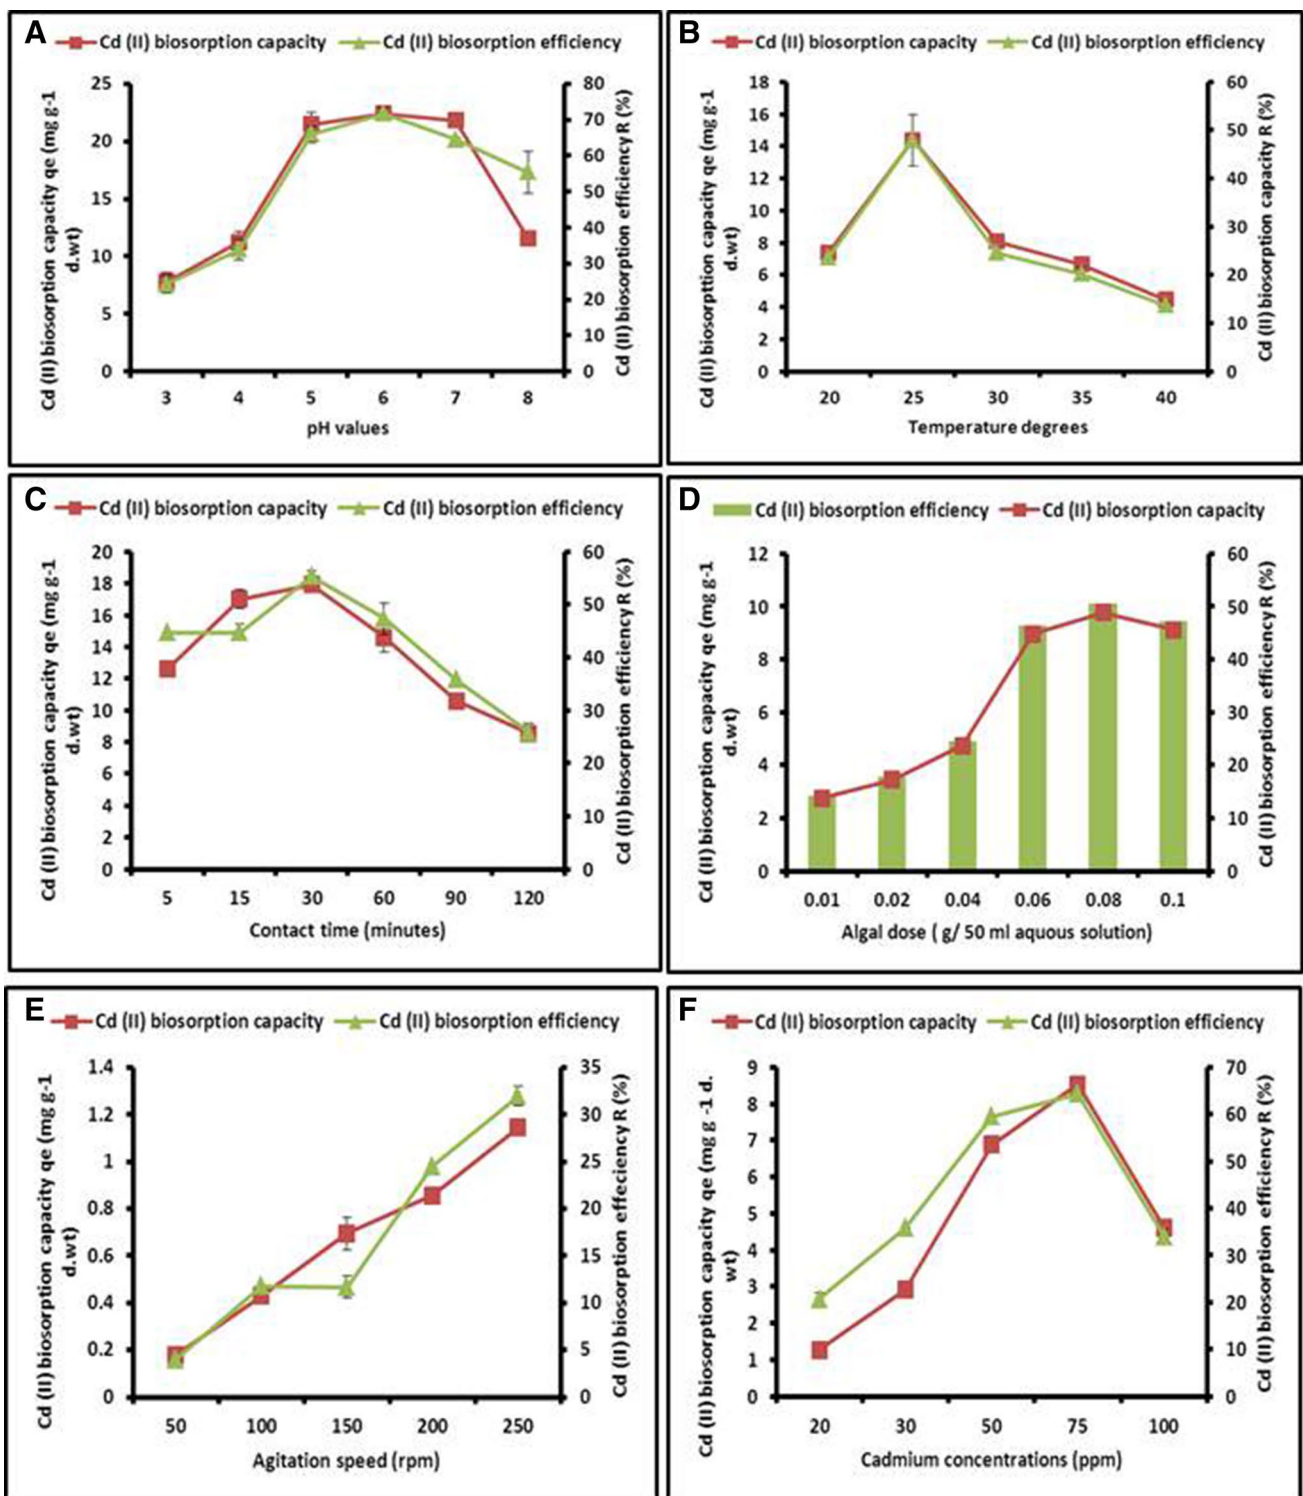 A
Cd (II) biosorption capacity
Cd (II) biosorption efficiency
Cd (II) biosorption capacity qe (mg g-1
d.wt)
25
20
15
10
5
0
80
70
60
50
40
30
20
10
0
Cd (II) biosorption efficiency R (%)
3 4 5 6 7 8
pH values
B
Cd (II) biosorption capacity
Cd (II) biosorption efficiency
Cd (II) biosorpttion capacity qe (mg g-1
d.wt)
18
16
14
12
10
8
6
4
2
0
60
50
40
30
20
10
0
Cd (II) biosorption capacity R (%)
20 25 30 35 40
Temperature degrees
C
Cd (II) biosorption capacity
Cd (II) biosorption efficiency
Cd (II) biosorption capacity qe (mg g-1
d.wt)
20
18
16
14
12
10
8
6
4
2
0
60
50
40
30
20
10
0
Cd (II) biosorption efficiency R (%)
5 15 30 60 90 120
Contact time (minutes)
D
Cd (II) biosorption efficiency
Cd (II) biosorption capacity
Cd (II) biosorption capacity qe (mg g-1
d.wt)
12
10
8
6
4
2
0
60
50
40
30
20
10
0
Cd (II) biosorption efficiency R (%)
0.01 0.02 0.04 0.06 0.08 0.1
Algal dose ( g/ 50 ml aquous solution)
E
Cd (II) biosorption capacity
Cd (II) biosorption efficiency
Cd (II) biosorption capacity qe (mg g-1
d.wt)
1.4
1.2
1
0.8
0.6
0.4
0.2
0
35
30
25
20
15
10
5
0
Cd (II) biosorption effeciency R (%)
50 100 150 200 250
Agitation speed (rpm)
F
Cd (II) biosorption capacity
Cd (II) biosorption efficiency
Cd (II) biosorption capacity qe (mg g -1 d.
wt)
9
8
7
6
5
4
3
2
1
0
70
60
50
40
30
20
10
0
Cd (II) biosorption efficiency R (%)
20 30 50 75 100
Cadmium concentrations (ppm)